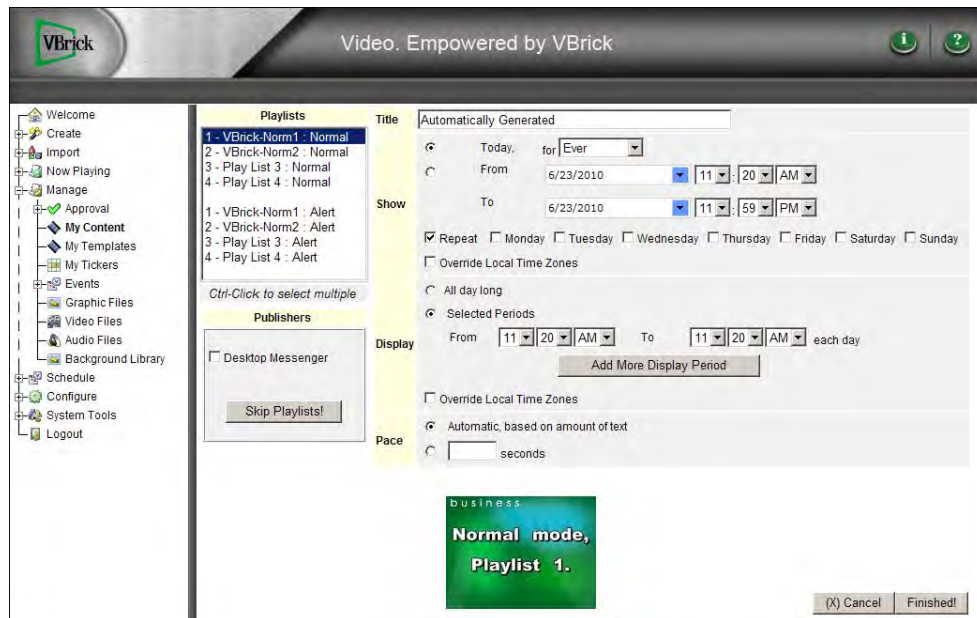 VBrick
Video. Empowered by VBrick
i
?
Welcome
Create
Import
Now Playing
Manage
Approval
My Content
My Templates
My Tickers
Events
Graphic Files
Video Files
Audio Files
Background Library
Schedule
Configure
System Tools
Logout
Playlists
1 - VBrick-Norm1 : Normal
2 - VBrick-Norm2 : Normal
3 - Play List 3 : Normal
4 - Play List 4 : Normal
1 - VBrick-Norm1 : Alert
2 - VBrick-Norm2 : Alert
3 - Play List 3 : Alert
4 - Play List 4 : Alert
Ctrl-Click to select multiple
Publishers
Desktop Messenger
Skip Playlists!
Title Automatically Generated
Show
Today, for Ever
From 6/23/2010 11 : 20 AM
To 6/23/2010 11 : 59 PM
Repeat Monday Tuesday Wednesday Thursday Friday Saturday Sunday
Override Local Time Zones
Display
All day long
Selected Periods
From 11 20 AM To 11 20 AM each day
Add More Display Period
Override Local Time Zones
Pace
Automatic, based on amount of text
seconds
business
Normal mode,
Playlist 1.
(X) Cancel Finished!